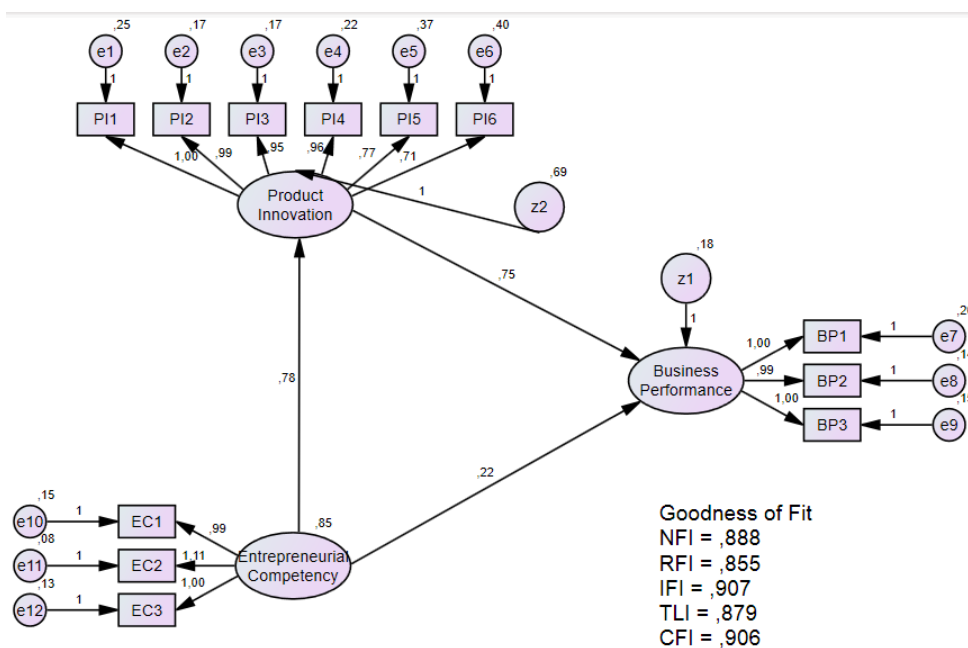 ,25 ,17 ,17 ,22 ,37 ,40
e1 e2 e3 e4 e5 e6
1 1 1 1 1 1
PI1 PI2 PI3 PI4 PI5 PI6
1,00 ,99 ,95 ,96 ,77 ,71
Product
Innovation
1
,69
z2
,75
,18
z1
1
,78
Business
Performance
1,00 BP1 1 e7
,99 BP2 1 e8
1,00 BP3 1 e9
,22
,15
e10 1 EC1 ,99
,08
e11 1 EC2 1,11
,13
e12 1 EC3 1,00
,85
Entrepreneurial
Competency
Goodness of Fit
NFI = ,888
RFI = ,855
IFI = ,907
TLI = ,879
CFI = ,906